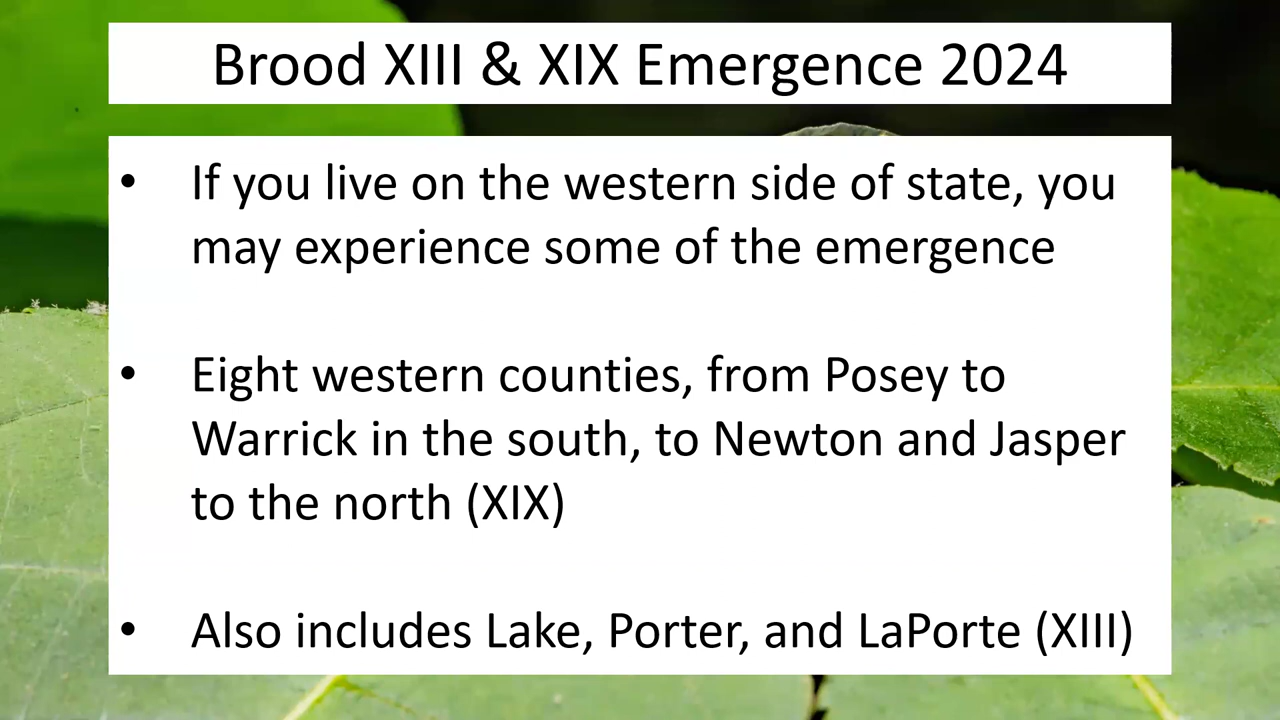 Brood XIII & XIX Emergence 2024
• If you live on the western side of state, you
may experience some of the emergence
• Eight western counties, from Posey to
Warrick in the south, to Newton and Jasper
to the north (XIX)
• Also includes Lake, Porter, and LaPorte (XIII)